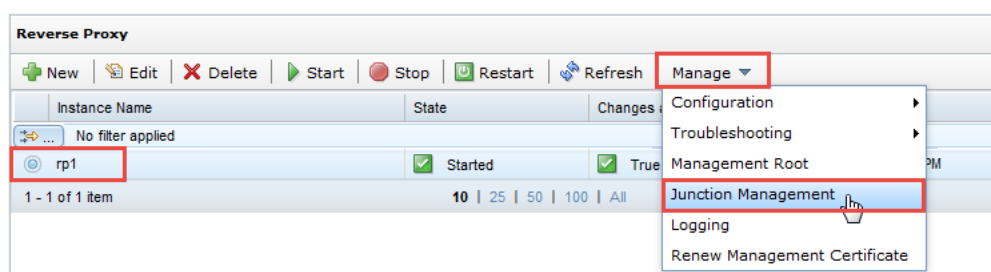 Reverse Proxy
New Edit Delete Start Stop Restart Refresh Manage
Instance Name State Changes
... No filter applied
rp1 Started True PM
1 - 1 of 1 item 10 | 25 | 50 | 100 | All
Configuration
Troubleshooting
Management Root
Junction Management
Logging
Renew Management Certificate